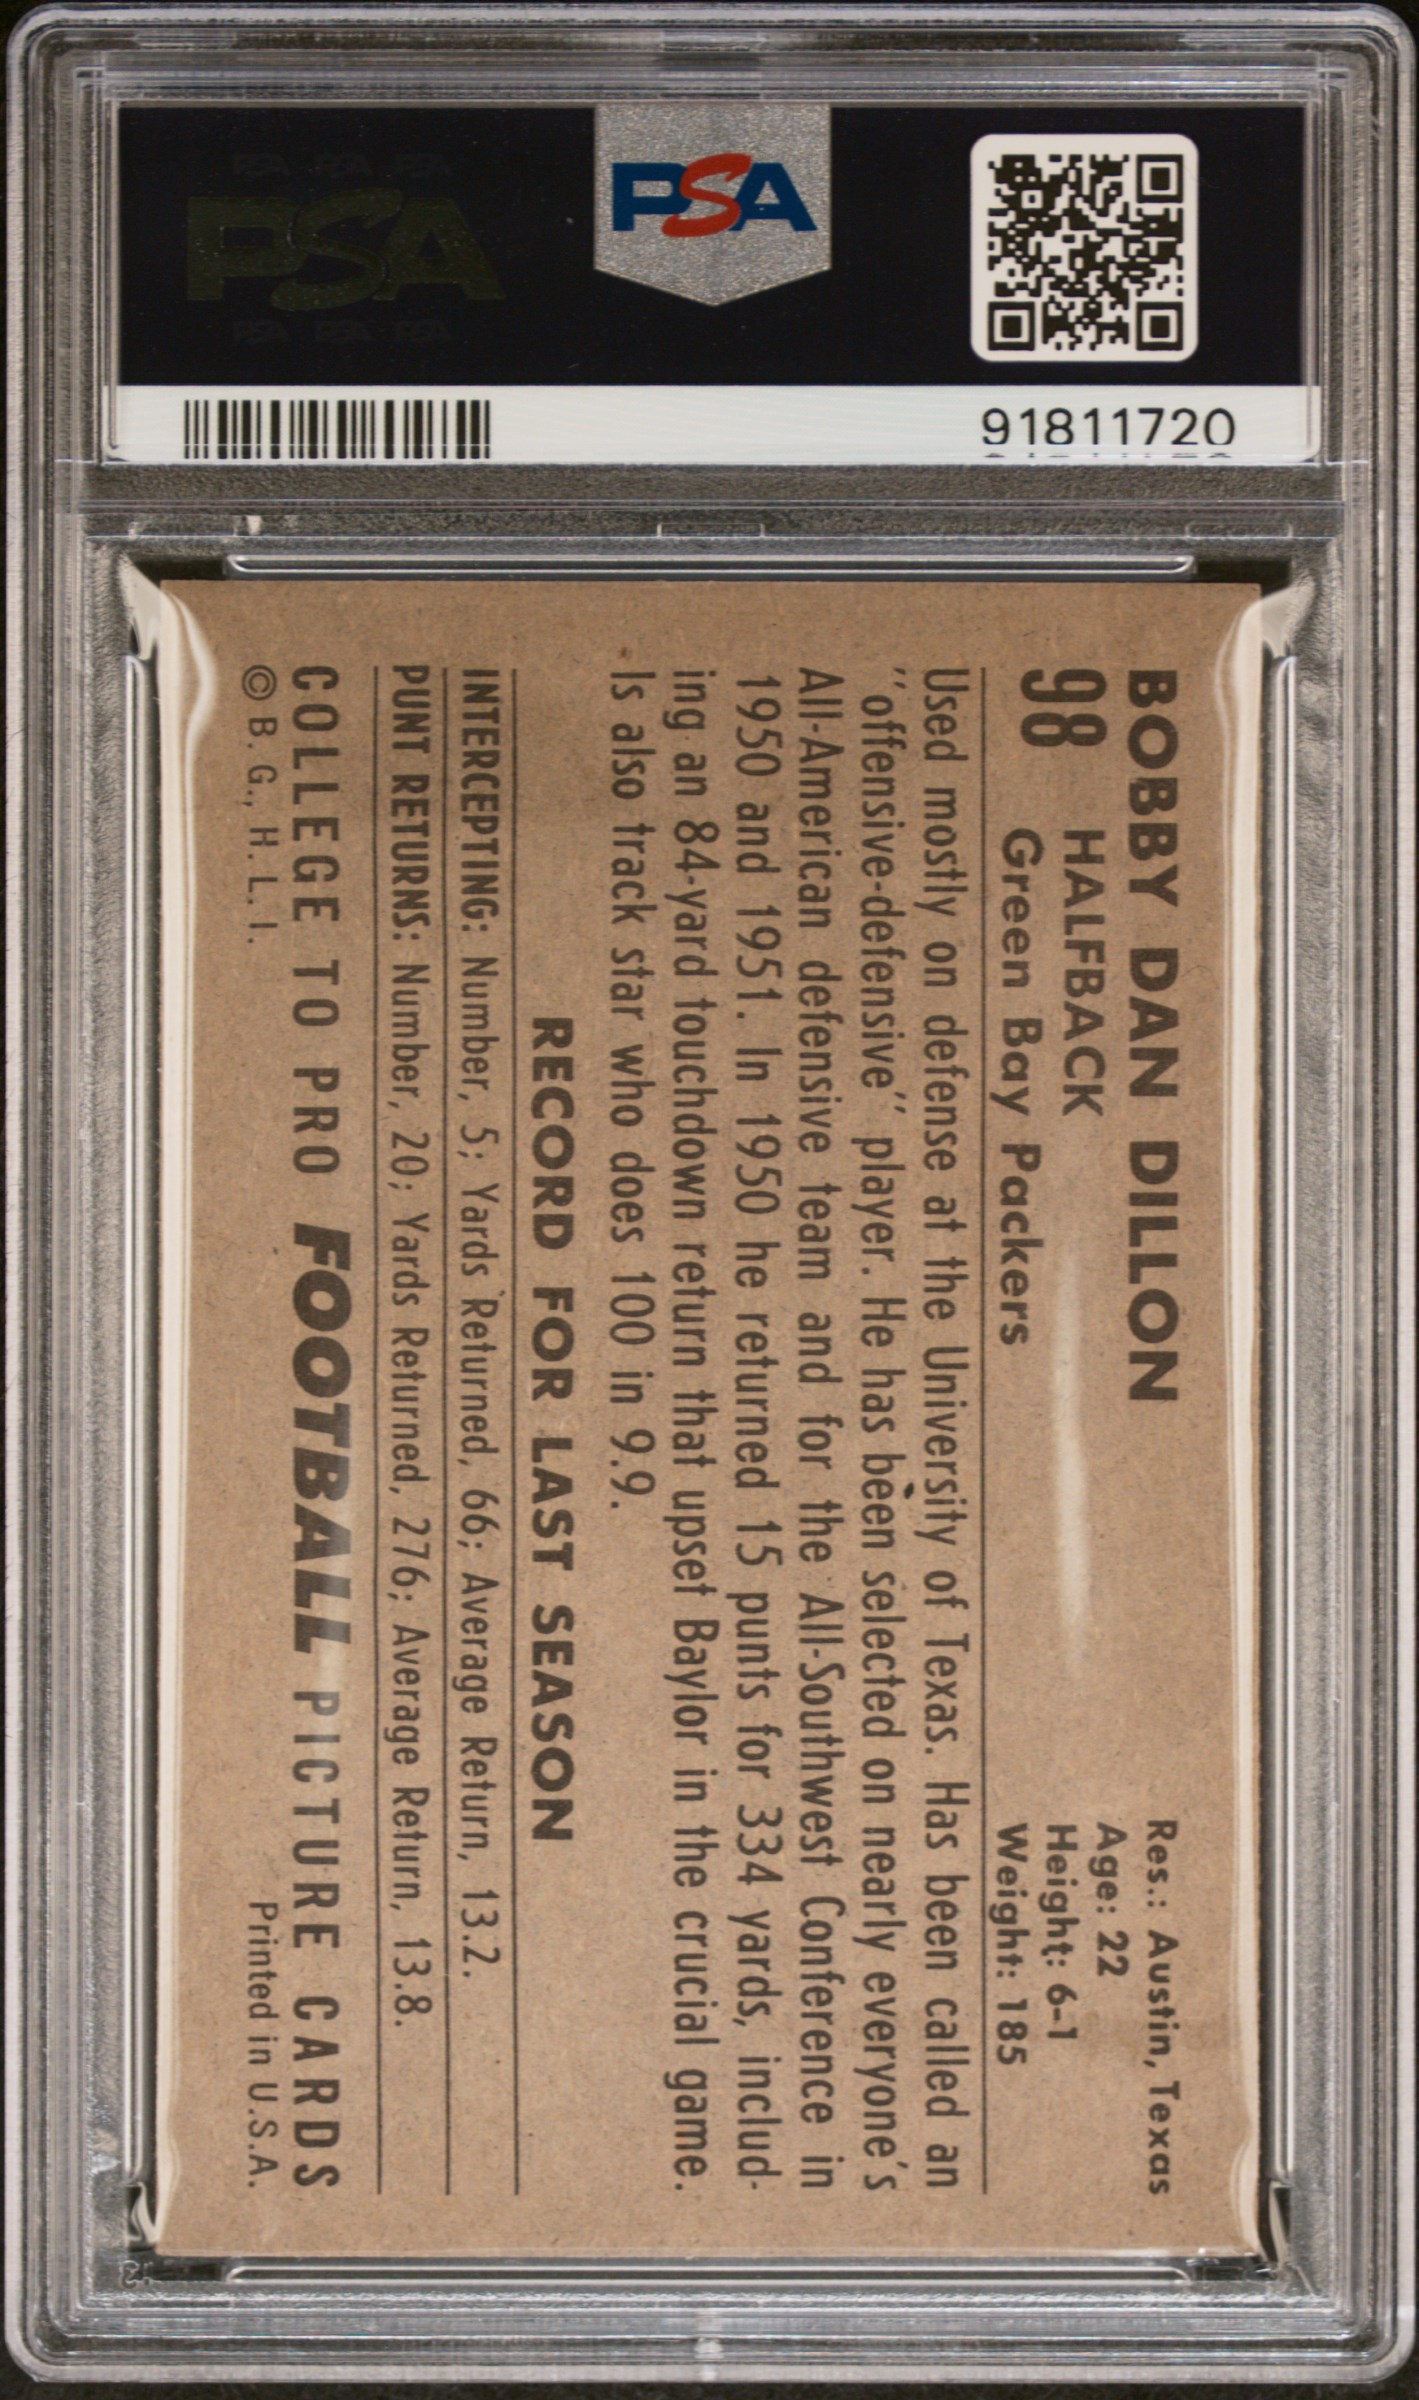 PSA PSA PSA
PSA
PSA PSA PSA
PSA
91811720
BOBBY DAN DILLON
98
HALFBACK
Green Bay Packers
Res.: Austin, Texas
Age: 22
Height: 6-1
Weight: 185
Used mostly on defense at the University of Texas. Has been called an
"offensive-defensive" player. He has been selected on nearly everyone's
All-American defensive team and for the All-Southwest Conference in
1950 and 1951. In 1950 he returned 15 punts for 334 yards, includ-
ing an 84-yard touchdown return that upset Baylor in the crucial game.
Is also track star who does 100 in 9.9.
RECORD FOR LAST SEASON
INTERCEPTING: Number, 5; Yards Returned, 66; Average Return, 13.2.
PUNT RETURNS: Number, 20; Yards Returned, 276; Average Return, 13.8.
COLLEGE TO PRO FOOTBALL PICTURE CARDS
© B. G., H. L. I. Printed in U.S.A.